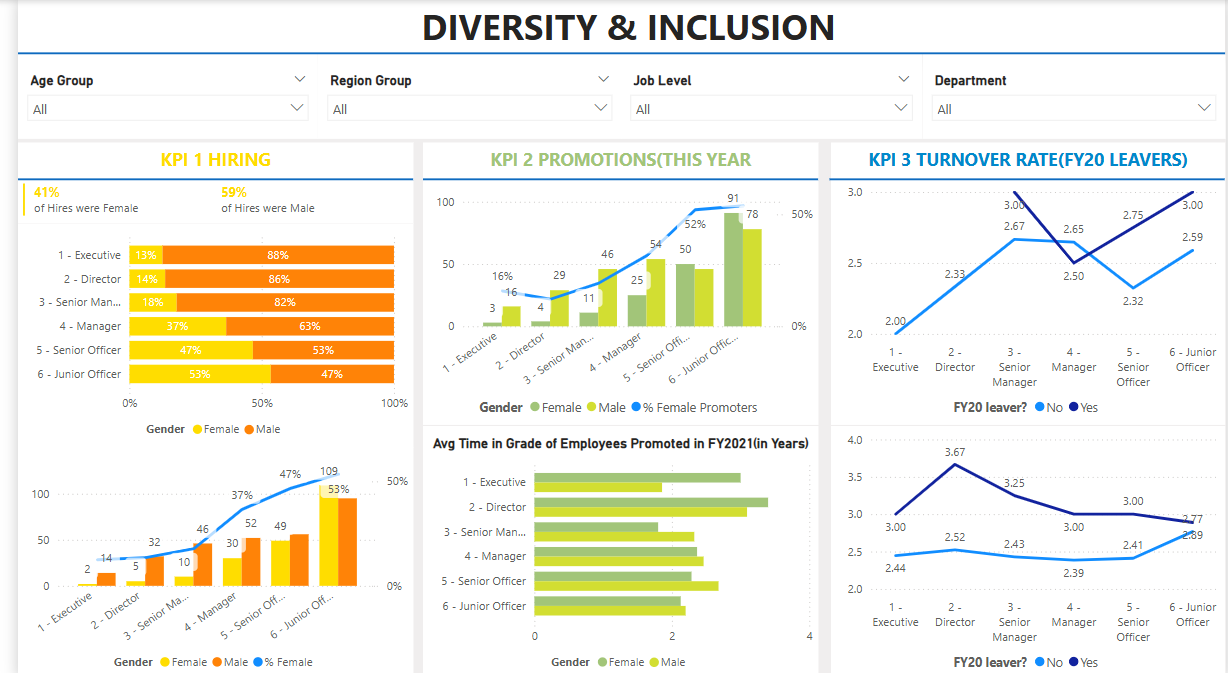 DIVERSITY & INCLUSION
Age Group
Region Group
Job Level
Department
All
All
All
All
KPI 1 HIRING
41%
59%
of Hires were Female
of Hires were Male
1 - Executive
13%
88%
2 - Director
14%
86%
3 - Senior Man...
18%
82%
4 - Manager
37%
63%
5 - Senior Officer
47%
53%
6 - Junior Officer
53%
47%
0%
50%
100%
Gender Female Male
100
50
0
50%
0%
2
14
5
32
10
46
30
37%
52
49
47%
109
53%
1 - Executive
2 - Director
3 - Senior Ma...
4 - Manager
5 - Senior Off...
6 - Junior Off...
Gender Female Male % Female
KPI 2 PROMOTIONS(THIS YEAR
100
50
0
50%
0%
16%
3
16
4
29
11
46
25
54
50
52%
91
78
1 - Executive
2 - Director
3 - Senior Man...
4 - Manager
5 - Senior Offi...
6 - Junior Offic...
Gender Female Male % Female Promoters
Avg Time in Grade of Employees Promoted in FY2021(in Years)
1 - Executive
2 - Director
3 - Senior Man...
4 - Manager
5 - Senior Officer
6 - Junior Officer
0
2
4
Gender Female Male
KPI 3 TURNOVER RATE(FY20 LEAVERS)
3.0
2.5
2.0
2.00
2.33
3.00
2.67
2.65
2.50
2.75
2.32
3.00
2.59
1 -
Executive
2 -
Director
3 -
Senior
Manager
4 -
Manager
5 -
Senior
Officer
6 - Junior
Officer
FY20 leaver? No Yes
4.0
3.5
3.0
2.5
2.0
3.00
2.44
3.67
2.52
3.25
2.43
3.00
2.39
3.00
2.41
2.77
2.89
1 -
Executive
2 -
Director
3 -
Senior
Manager
4 -
Manager
5 -
Senior
Officer
6 - Junior
Officer
FY20 leaver? No Yes